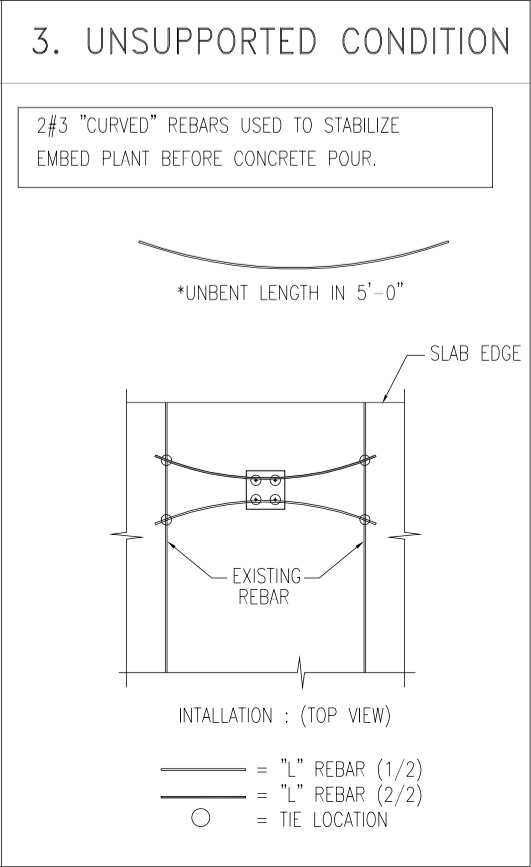 3. UNSUPPORTED CONDITION
2#3 "CURVED" REBARS USED TO STABILIZE
EMBED PLANT BEFORE CONCRETE POUR.
*UNBENT LENGTH IN 5'-0"
SLAB EDGE
EXISTING
REBAR
INTALLATION : (TOP VIEW)
= "L" REBAR (1/2)
= "L" REBAR (2/2)
= TIE LOCATION